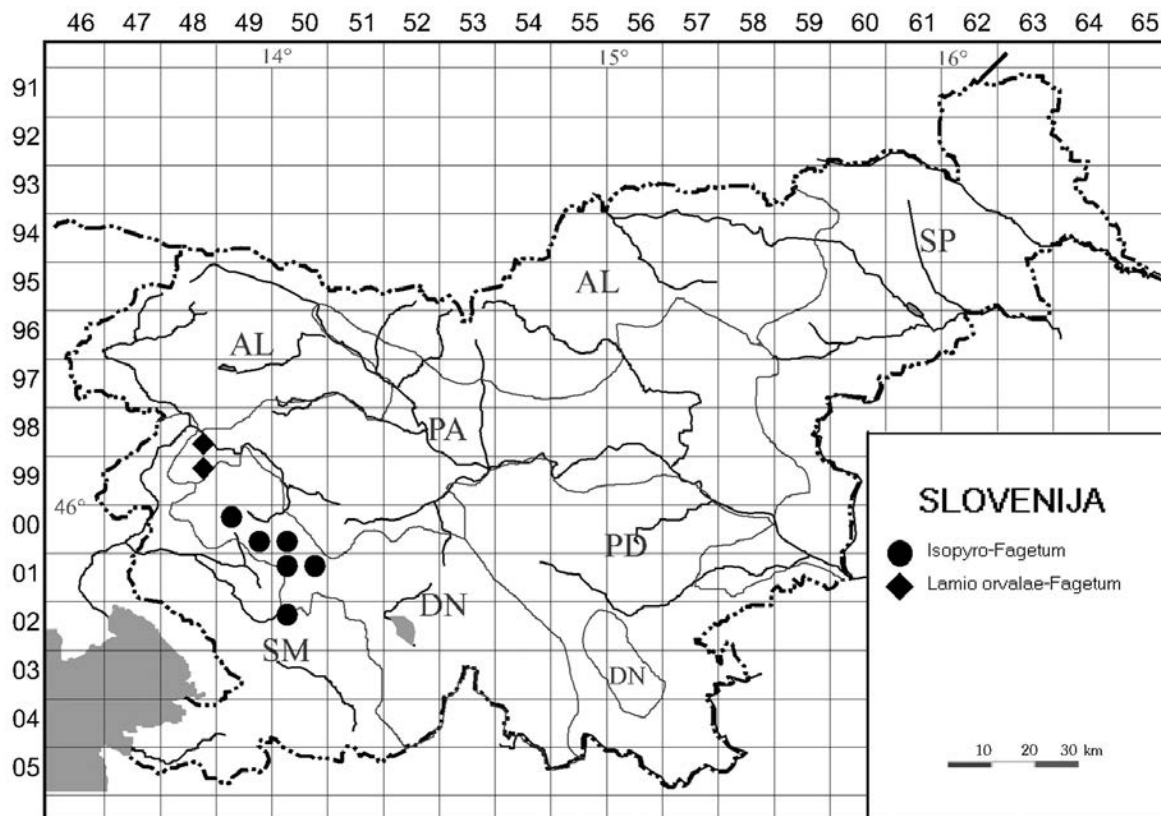 46 47 48 49 50 51 52 53 54 55 56 57 58 59 60 61 62 63 64 65
14° 15° 16°
91
92
93
94
SP
95
AL
96
AL
97
98
PA
99
46°
SLOVENIJA
00
PD
Isopyro-Fagetum
01
Lamio orvalae-Fagetum
02
DN
SM
03
DN
04
05
10 20 30 km